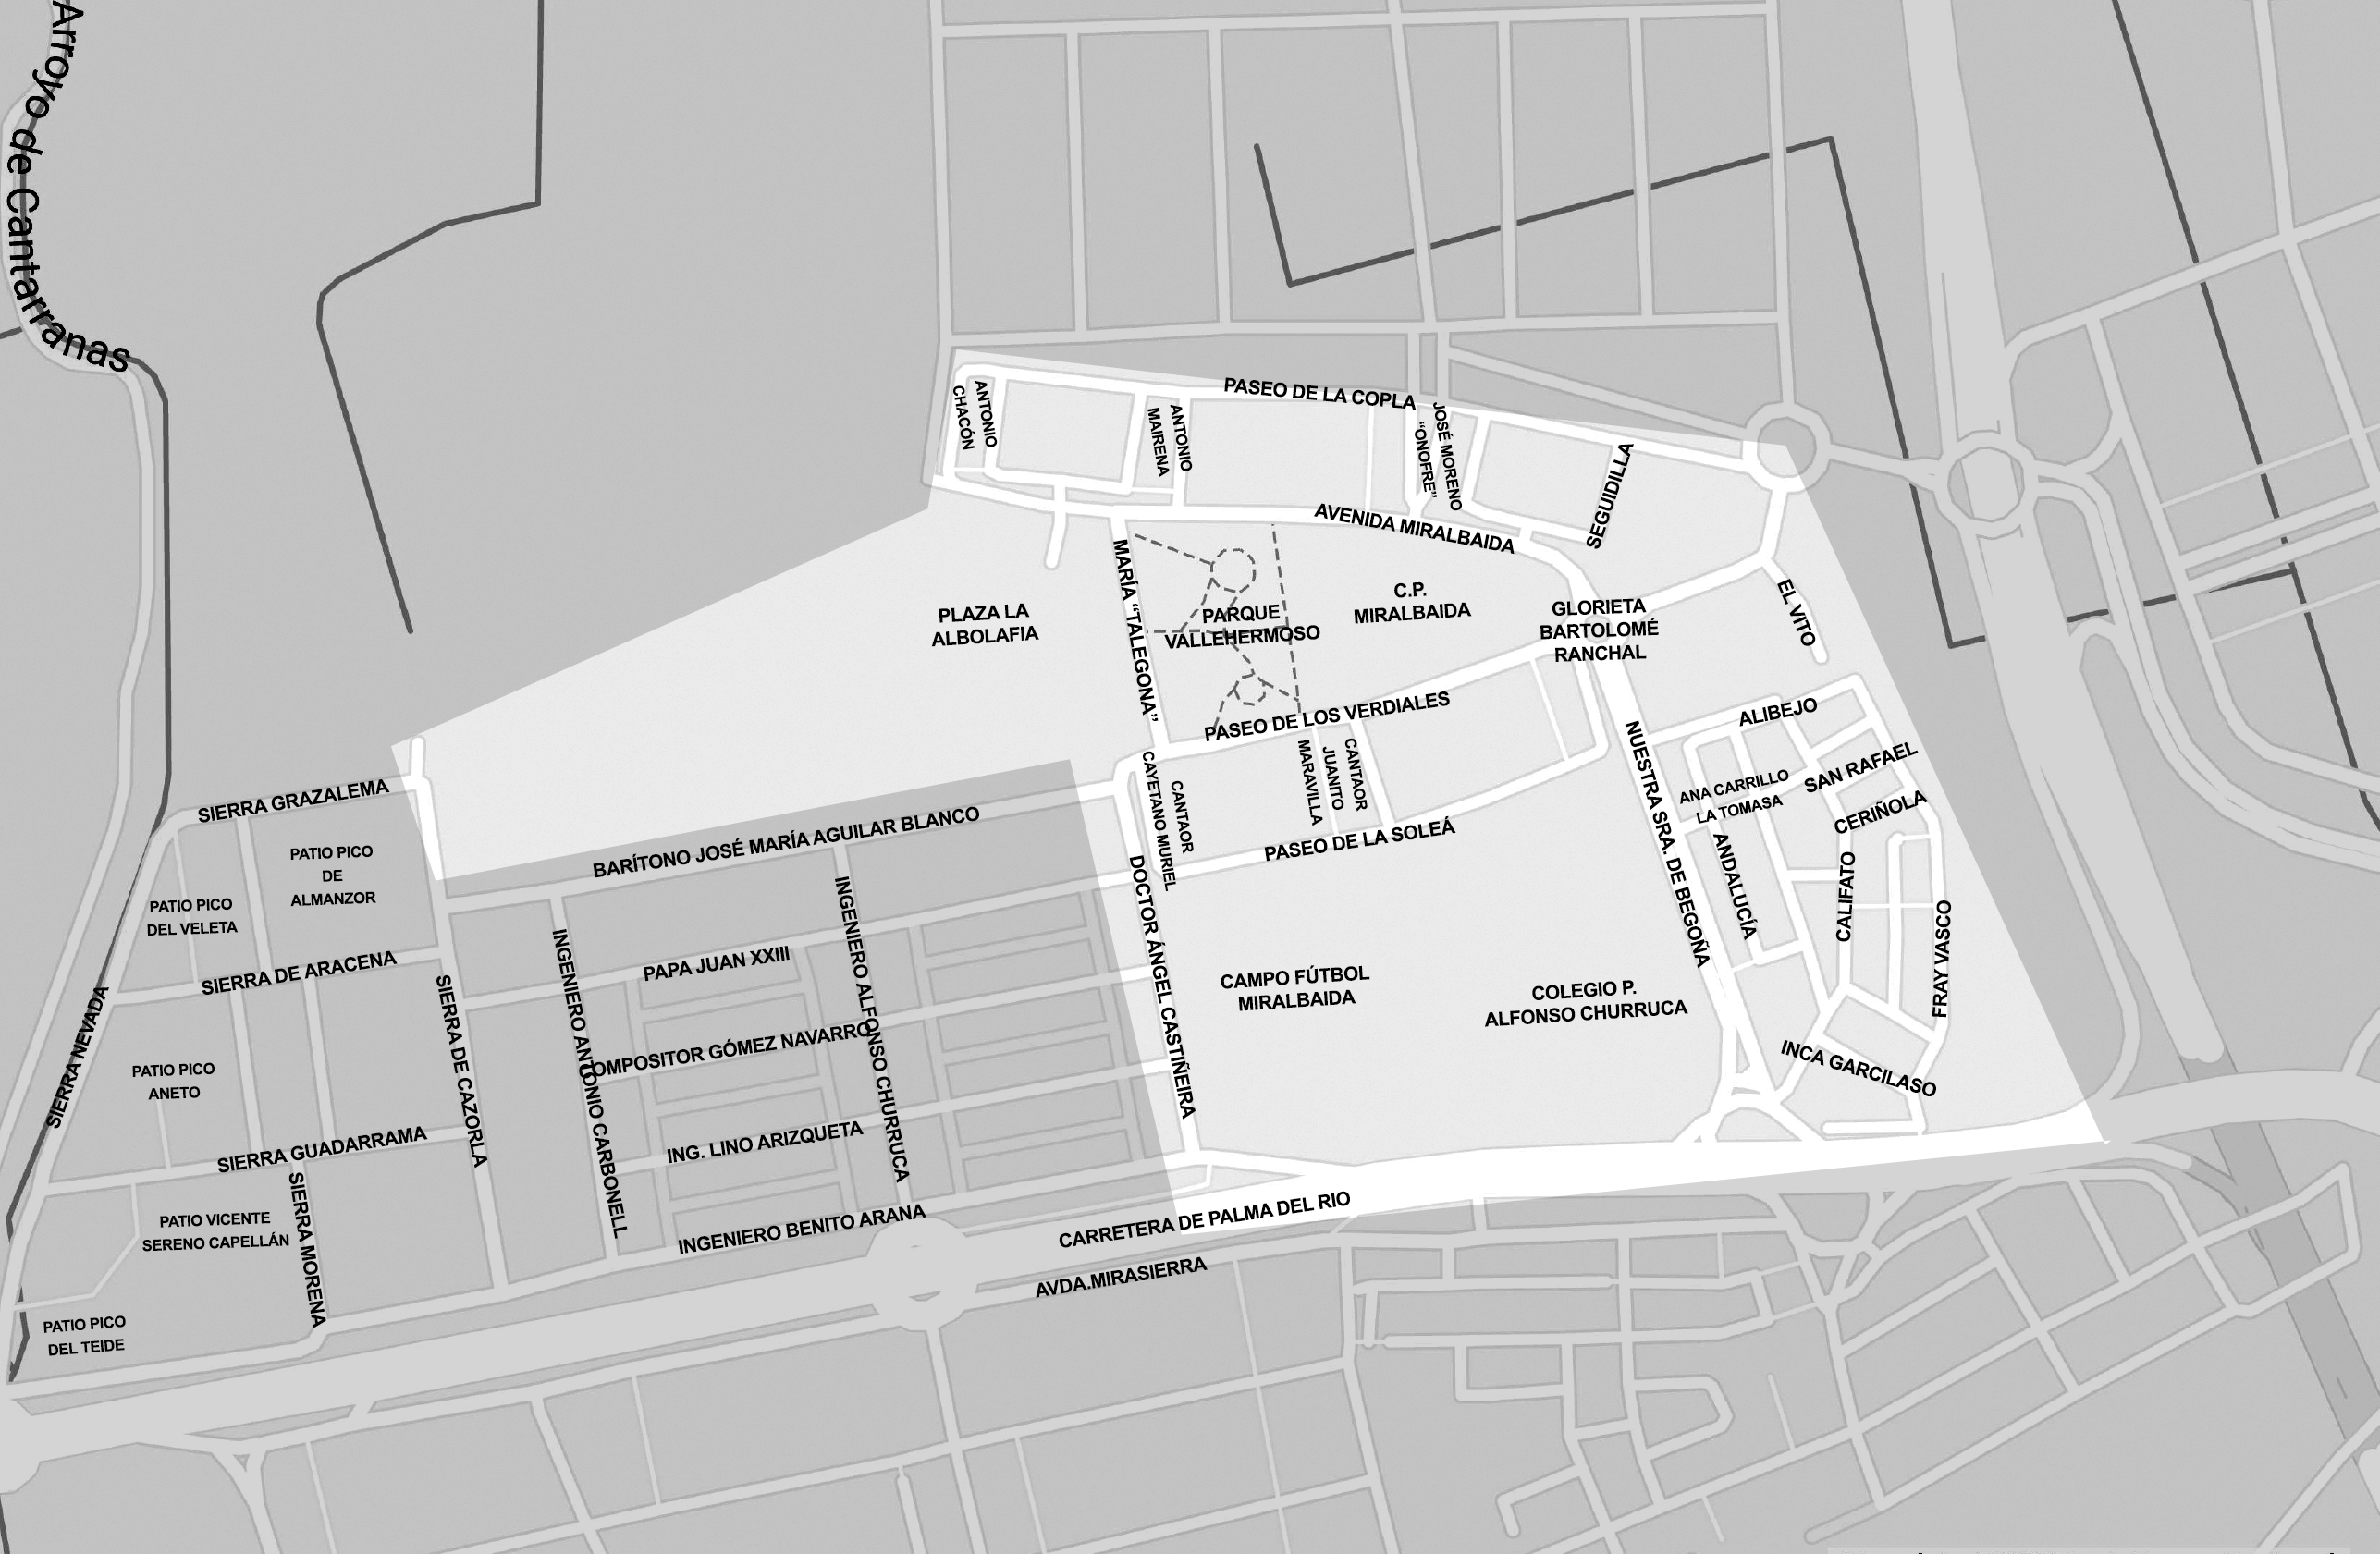 Arroyo de Cantarranas
PASEO DE LA COPLA
ANTONIO
CHACÓN
ANTONIO
MAIRENA
JOSÉ MORENO
“ONOFRE”
SEGUIDILLA
AVENIDA MIRALBAIDA
MARÍA “TALEGONA”
PLAZA LA
ALBOLAFIA
PARQUE
VALLEHERMOSO
C.P.
MIRALBAIDA
GLORIETA
BARTOLOMÉ
RANCHAL
EL VITO
PASEO DE LOS VERDIALES
ALIBEJO
NUESTRA SRA. DE BEGOÑA
SAN RAFAEL
ANA CARRILLO
LA TOMASA
CERIÑOLA
CANTAOR
JUANITO
MARAVILLA
CANTAOR
CAYETANO MURIEL
PASEO DE LA SOLEÁ
SIERRA GRAZALEMA
BARÍTONO JOSÉ MARÍA AGUILAR BLANCO
PATIO PICO
DE
ALMANZOR
PATIO PICO
DEL VELETA
DOCTOR ÁNGEL CASTIÑEIRA
ANDALUCÍA
CALIFATO
FRAY VASCO
INGENIERO ANTONIO CARBONELL
INGENIERO ALFONSO CHURRUCA
PAPA JUAN XXIII
SIERRA DE ARACENA
SIERRA NEVADA
SIERRA DE CAZORLA
CAMPO FÚTBOL
MIRALBAIDA
COLEGIO P.
ALFONSO CHURRUCA
INCA GARCILASO
OMPOSITOR GÓMEZ NAVARRO
PATIO PICO
ANETO
ING. LINO ARIZQUETA
SIERRA GUADARRAMA
SIERRA MORENA
PATIO VICENTE
SERENO CAPELLÁN
INGENIERO BENITO ARANA
CARRETERA DE PALMA DEL RIO
AVDA.MIRASIERRA
PATIO PICO
DEL TEIDE